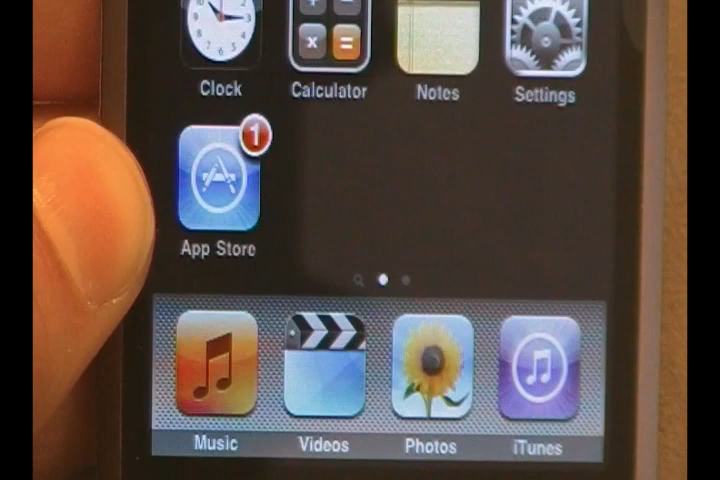 Clock Calculator Notes Settings
1
App Store
Music Videos Photos iTunes